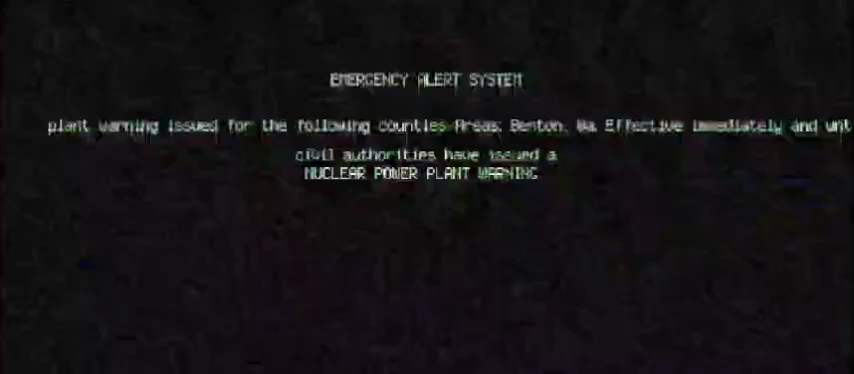 EMERGENCY ALERT SYSTEM
plant warning issued for the following counties-Areas: Benton, Wa. Effective immediately and unt
civil authorities have issued a
NUCLEAR POWER PLANT WARNING